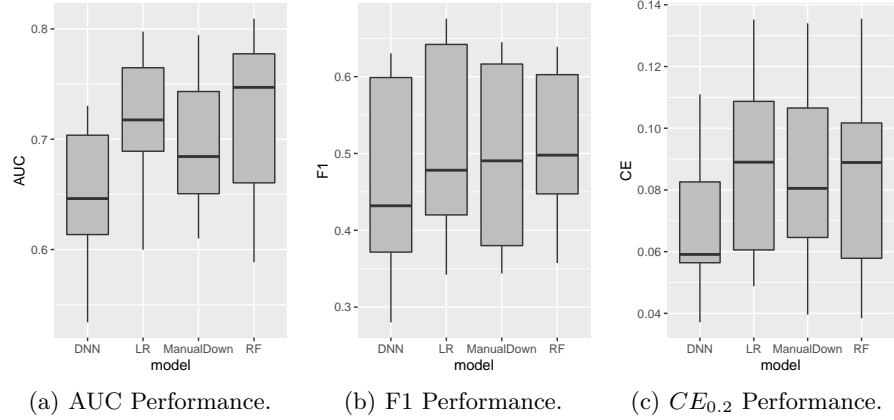 0.8
0.7
0.6
AUC
DNN LR ManualDown RF
model
(a) AUC Performance.
0.6
0.5
0.4
0.3
F1
DNN LR ManualDown RF
model
(b) F1 Performance.
0.14
0.12
0.10
0.08
0.06
0.04
CE
DNN LR ManualDown RF
model
(c) CE0.2 Performance.